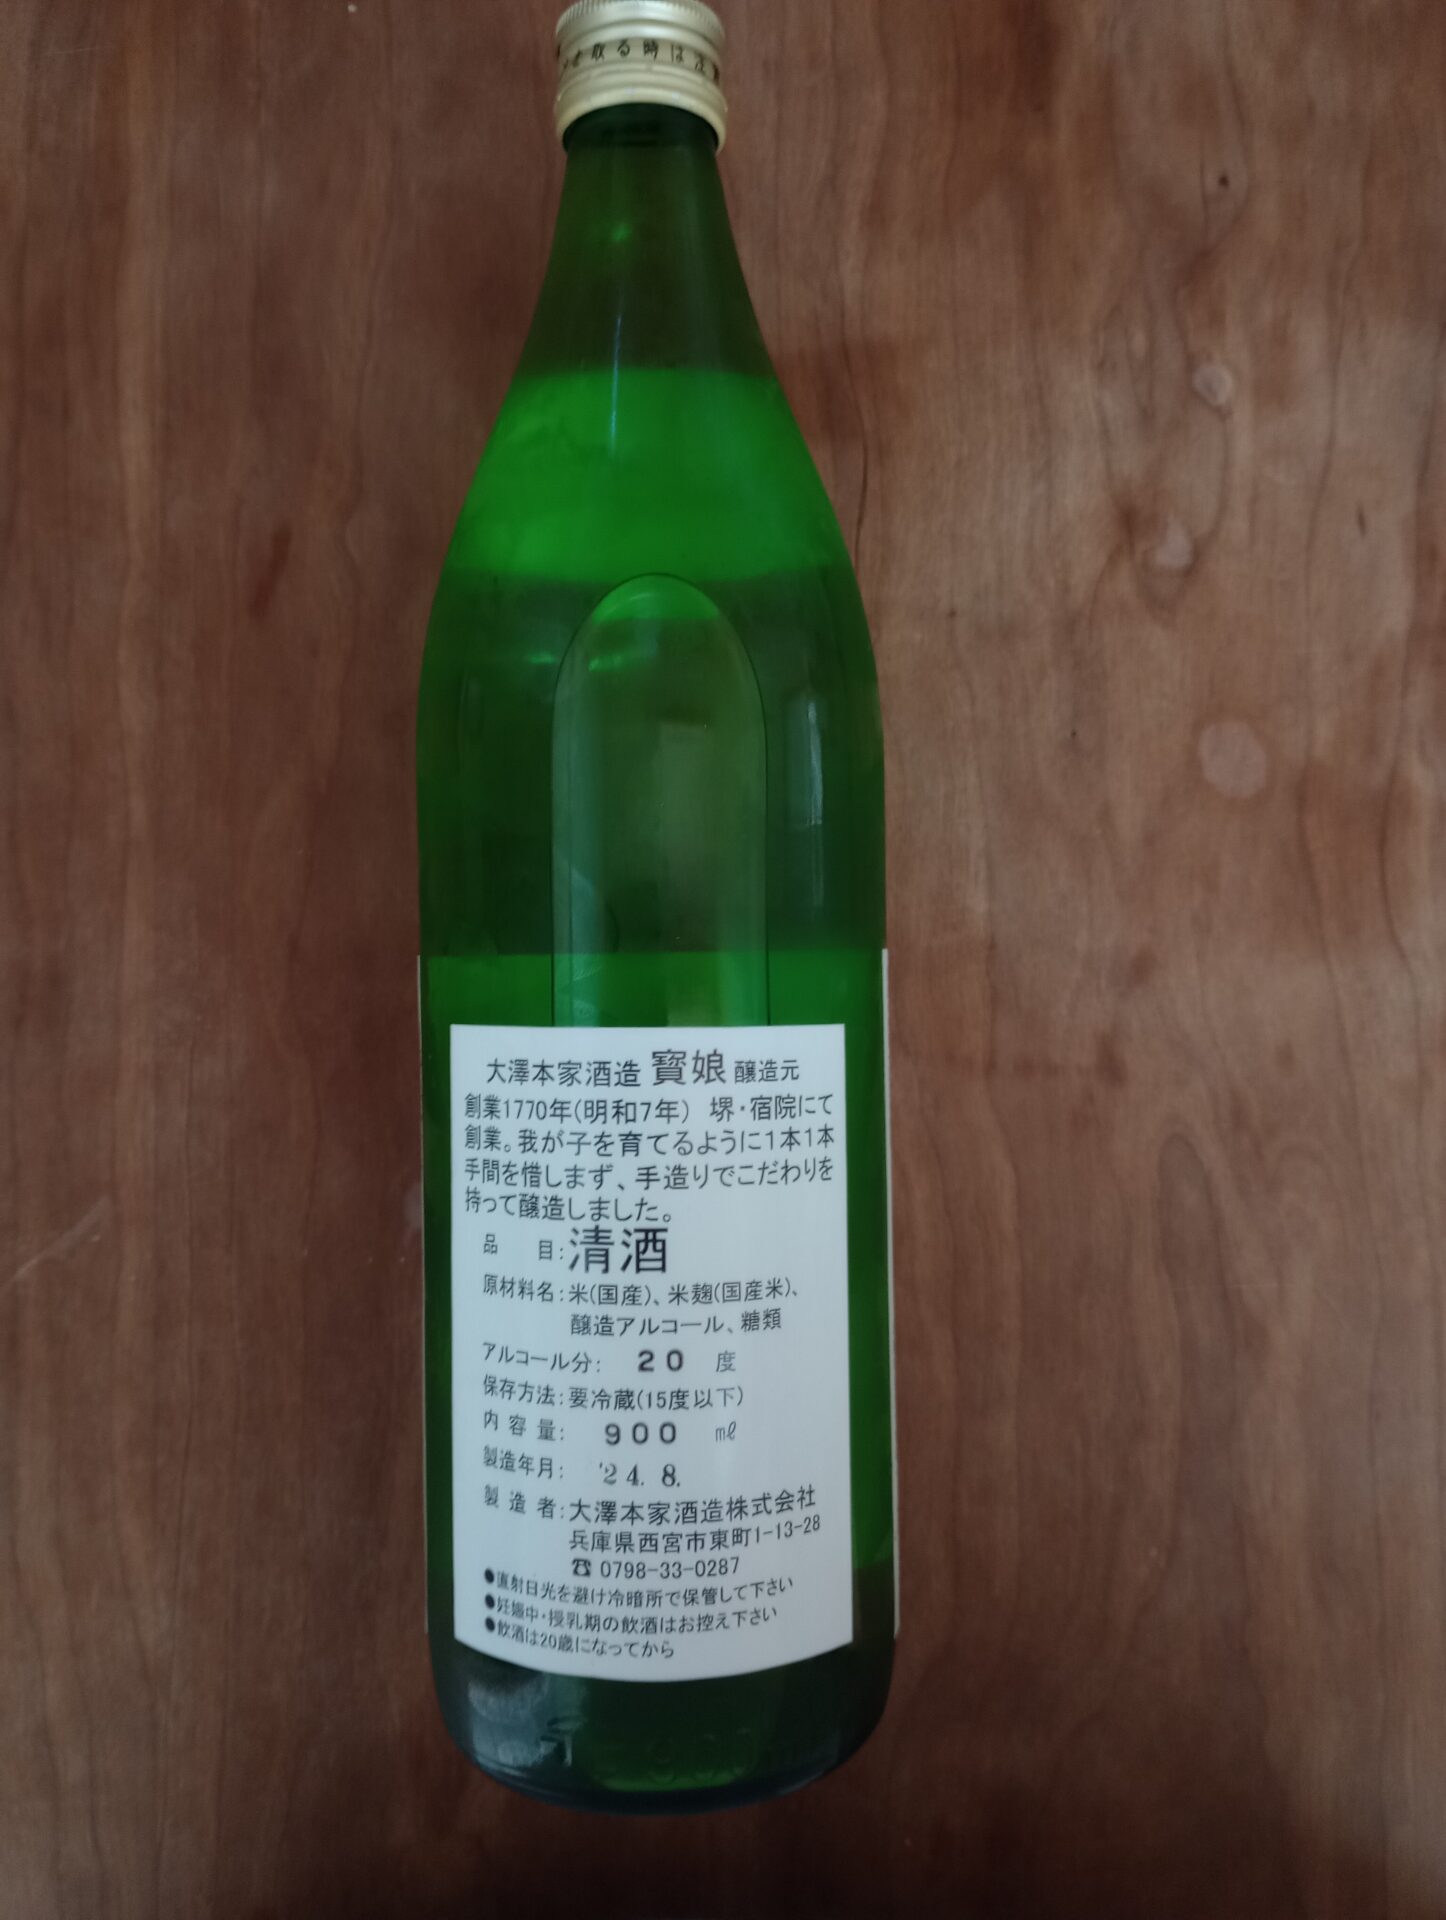 を取る時は
大澤本家酒造 寳娘 醸造元
創業1770年(明和7年) 堺・宿院にて
創業。我が子を育てるように1本1本
手間を惜しまず、手造りでこだわりを
持って醸造しました。
品 目:清酒
原材料名:米(国産)、米麹(国産米)、
醸造アルコール、糖類
アルコール分: 20 度
保存方法:要冷蔵(15度以下)
内容量: 900 ㎖
製造年月: '24. 8.
製造者:大澤本家酒造株式会社
兵庫県西宮市東町1-13-28
☎ 0798-33-0287
●直射日光を避け冷暗所で保管して下さい
●妊娠中・授乳期の飲酒はお控え下さい
●飲酒は20歳になってから